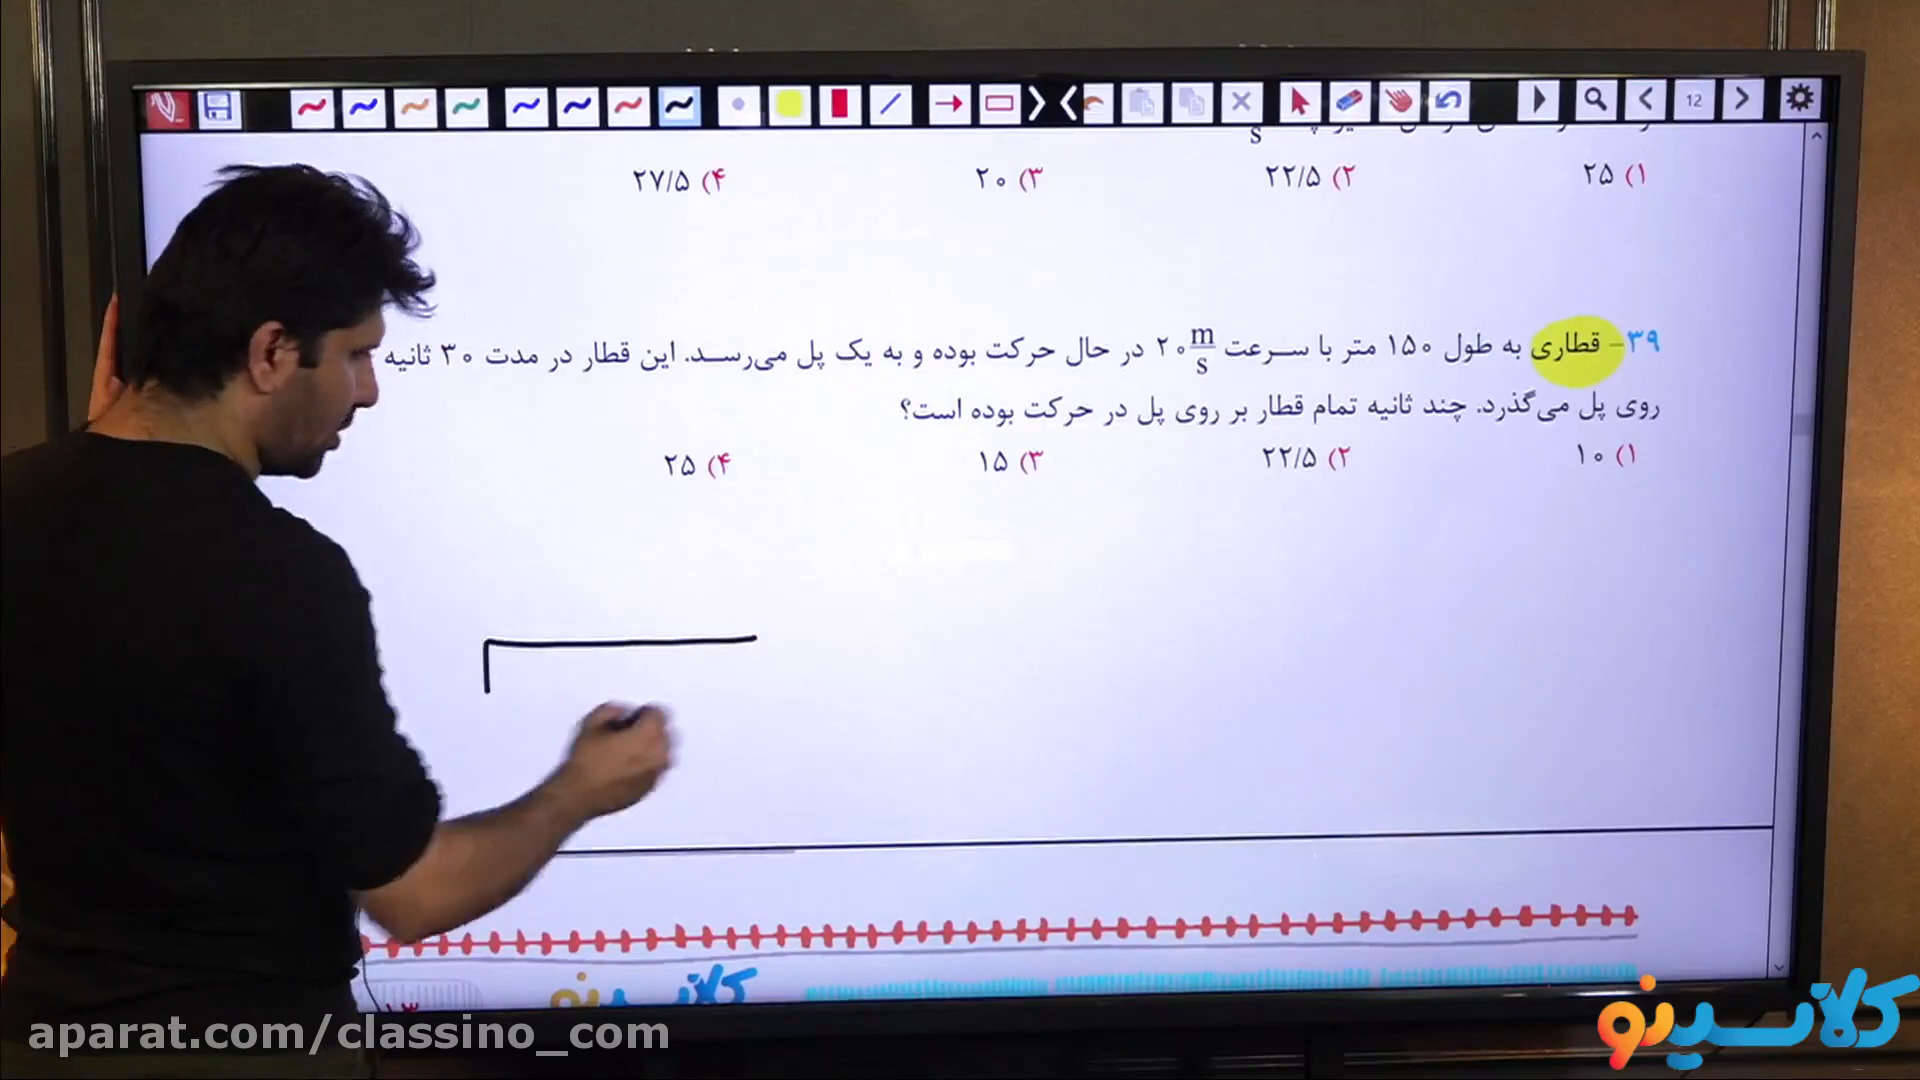 12
s
۱) ۲۵ ۲) ۲۲/۵ ۳) ۲۰ ۴) ۲۷/۵
۳۹- قطاری به طول ۱۵۰ متر با سرعت ۲۰ m/s در حال حرکت بوده و به یک پل می‌رسد. این قطار در مدت ۳۰ ثانیه
روی پل می‌گذرد. چند ثانیه تمام قطار بر روی پل در حرکت بوده است؟
۱) ۱۰ ۲) ۲۲/۵ ۳) ۱۵ ۴) ۲۵
کلاسینو
aparat.com/classino_com
کلاسینو